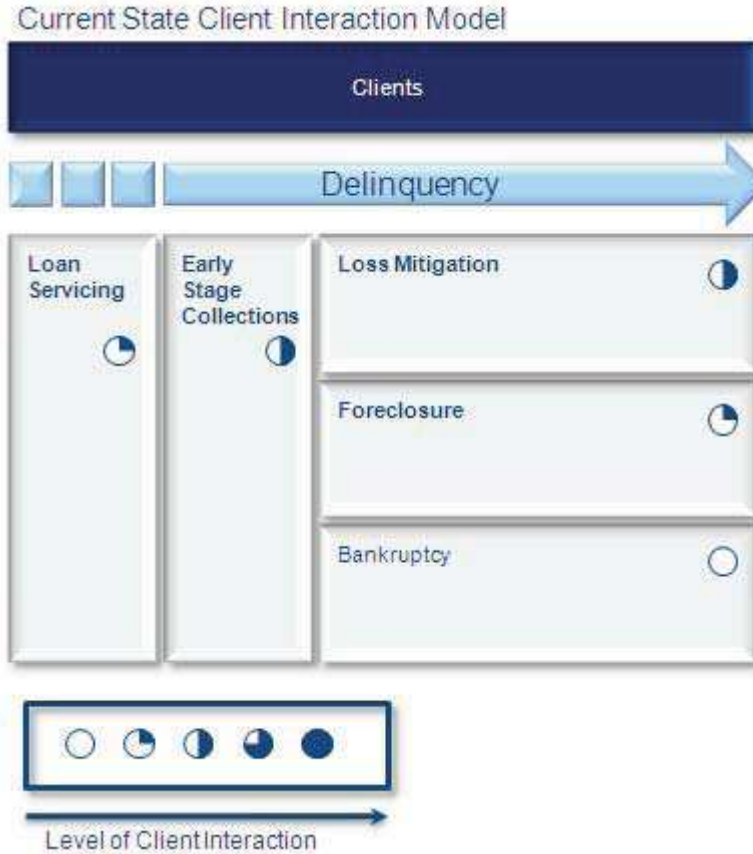 Current State Client Interaction Model
Clients
Delinquency
Loan
Servicing
Early
Stage
Collections
Loss Mitigation
Foreclosure
Bankruptcy
Level of Client Interaction